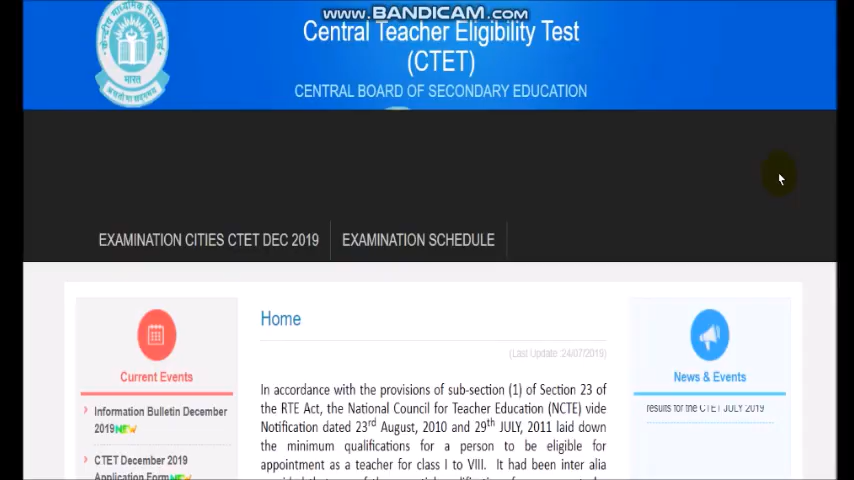 www.BANDICAM.com
Central Teacher Eligibility Test
(CTET)
CENTRAL BOARD OF SECONDARY EDUCATION
भारत
EXAMINATION CITIES CTET DEC 2019
EXAMINATION SCHEDULE
Current Events
Information Bulletin December
2019NEW
CTET December 2019
Application FormNEW
Home
(Last Update :24/07/2019)
In accordance with the provisions of sub-section (1) of Section 23 of
the RTE Act, the National Council for Teacher Education (NCTE) vide
Notification dated 23rd August, 2010 and 29th JULY, 2011 laid down
the minimum qualifications for a person to be eligible for
appointment as a teacher for class I to VIII. It had been inter alia
News & Events
results for the CTET JULY 2019